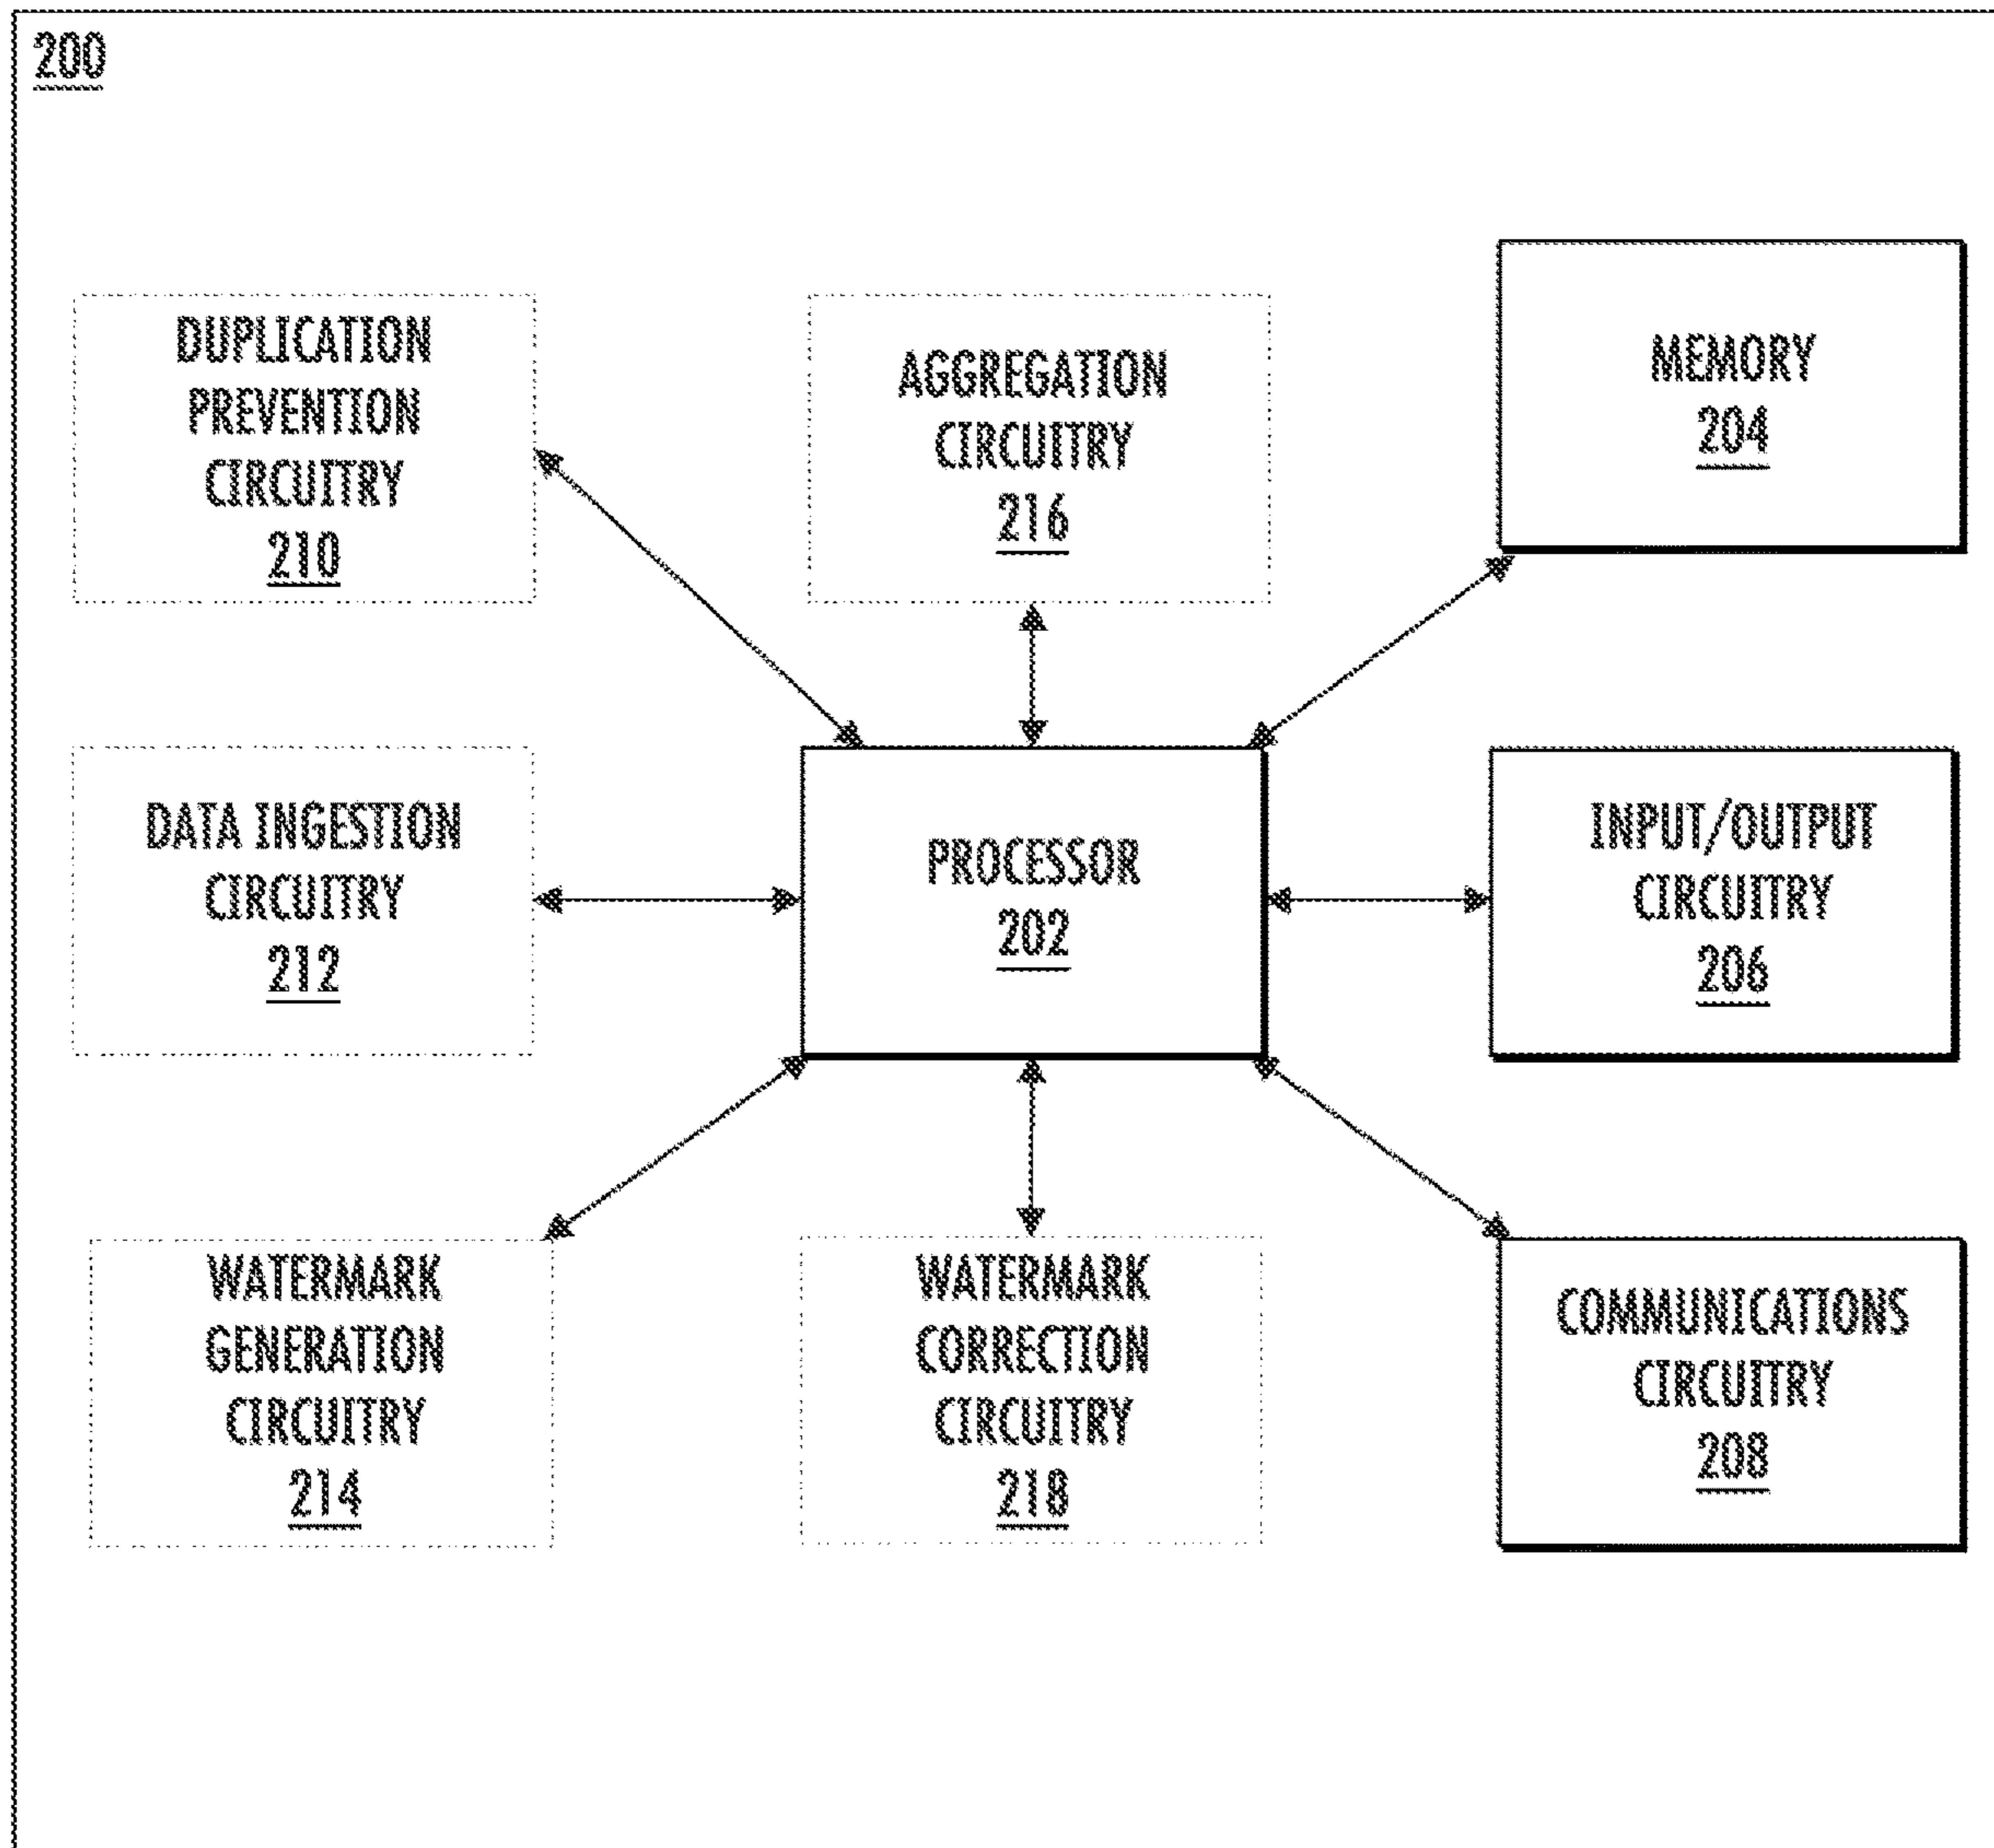 200
DUPLICATION
PREVENTION
CIRCUITRY
210
AGGREGATION
CIRCUITRY
216
MEMORY
204
DATA INGESTION
CIRCUITRY
212
PROCESSOR
202
INPUT/OUTPUT
CIRCUITRY
206
WATERMARK
GENERATION
CIRCUITRY
214
WATERMARK
CORRECTION
CIRCUITRY
218
COMMUNICATIONS
CIRCUITRY
208